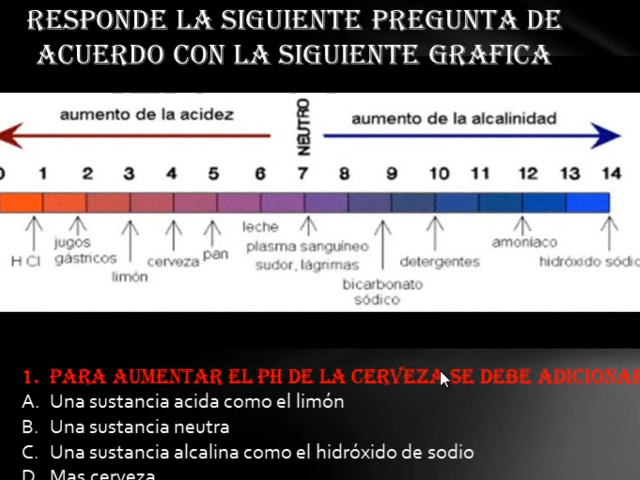 RESPONDE LA SIGUIENTE PREGUNTA DE
ACUERDO CON LA SIGUIENTE GRAFICA
aumento de la acidez
NEUTRO
aumento de la alcalinidad
0 1 2 3 4 5 6 7 8 9 10 11 12 13 14
H Cl
jugos
gástricos
limón
cerveza
pan
leche
plasma sanguíneo
sudor, lágrimas
bicarbonato
sódico
detergentes
amoníaco
hidróxido sódic
1. PARA AUMENTAR EL PH DE LA CERVEZA SE DEBE ADICIONAR
A. Una sustancia acida como el limón
B. Una sustancia neutra
C. Una sustancia alcalina como el hidróxido de sodio
D. Mas cerveza